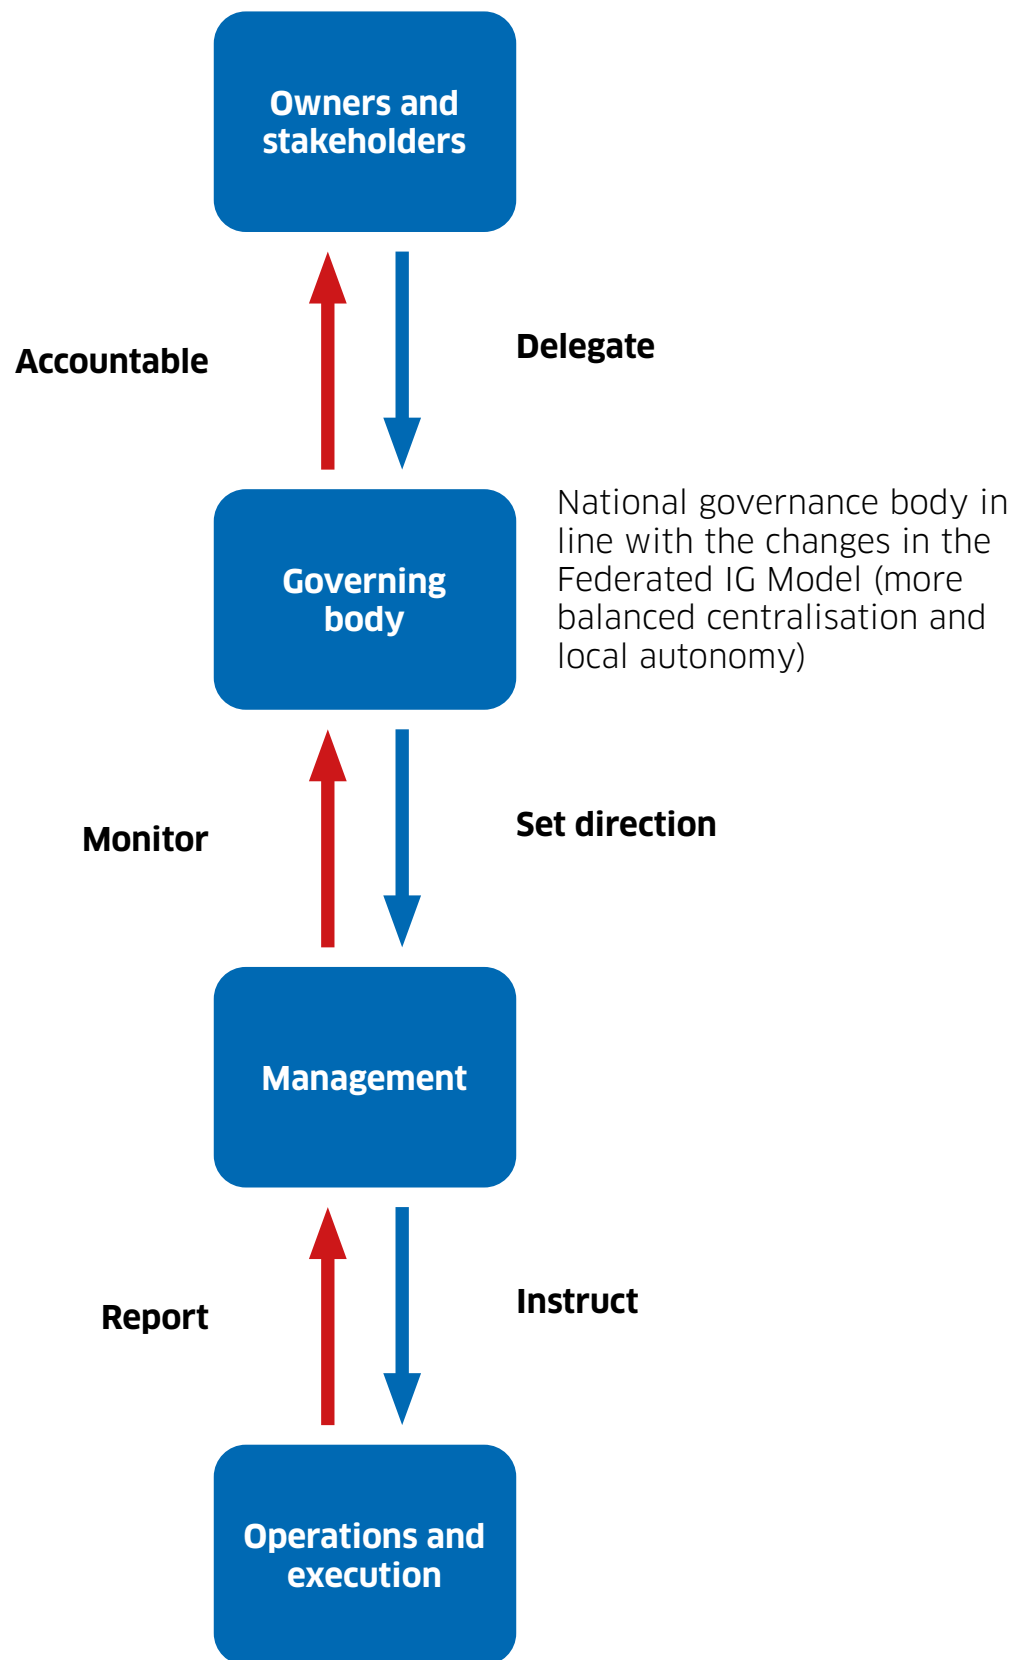 Owners and
stakeholders
Accountable
Delegate
Governing
body
National governance body in
line with the changes in the
Federated IG Model (more
balanced centralisation and
local autonomy)
Monitor
Set direction
Management
Report
Instruct
Operations and
execution